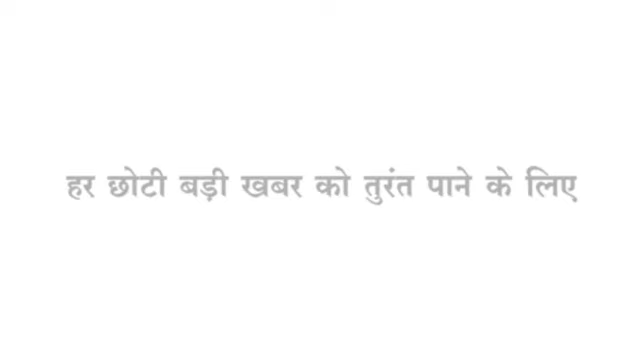 हर छोटी बड़ी खबर को तुरंत पाने के लिए